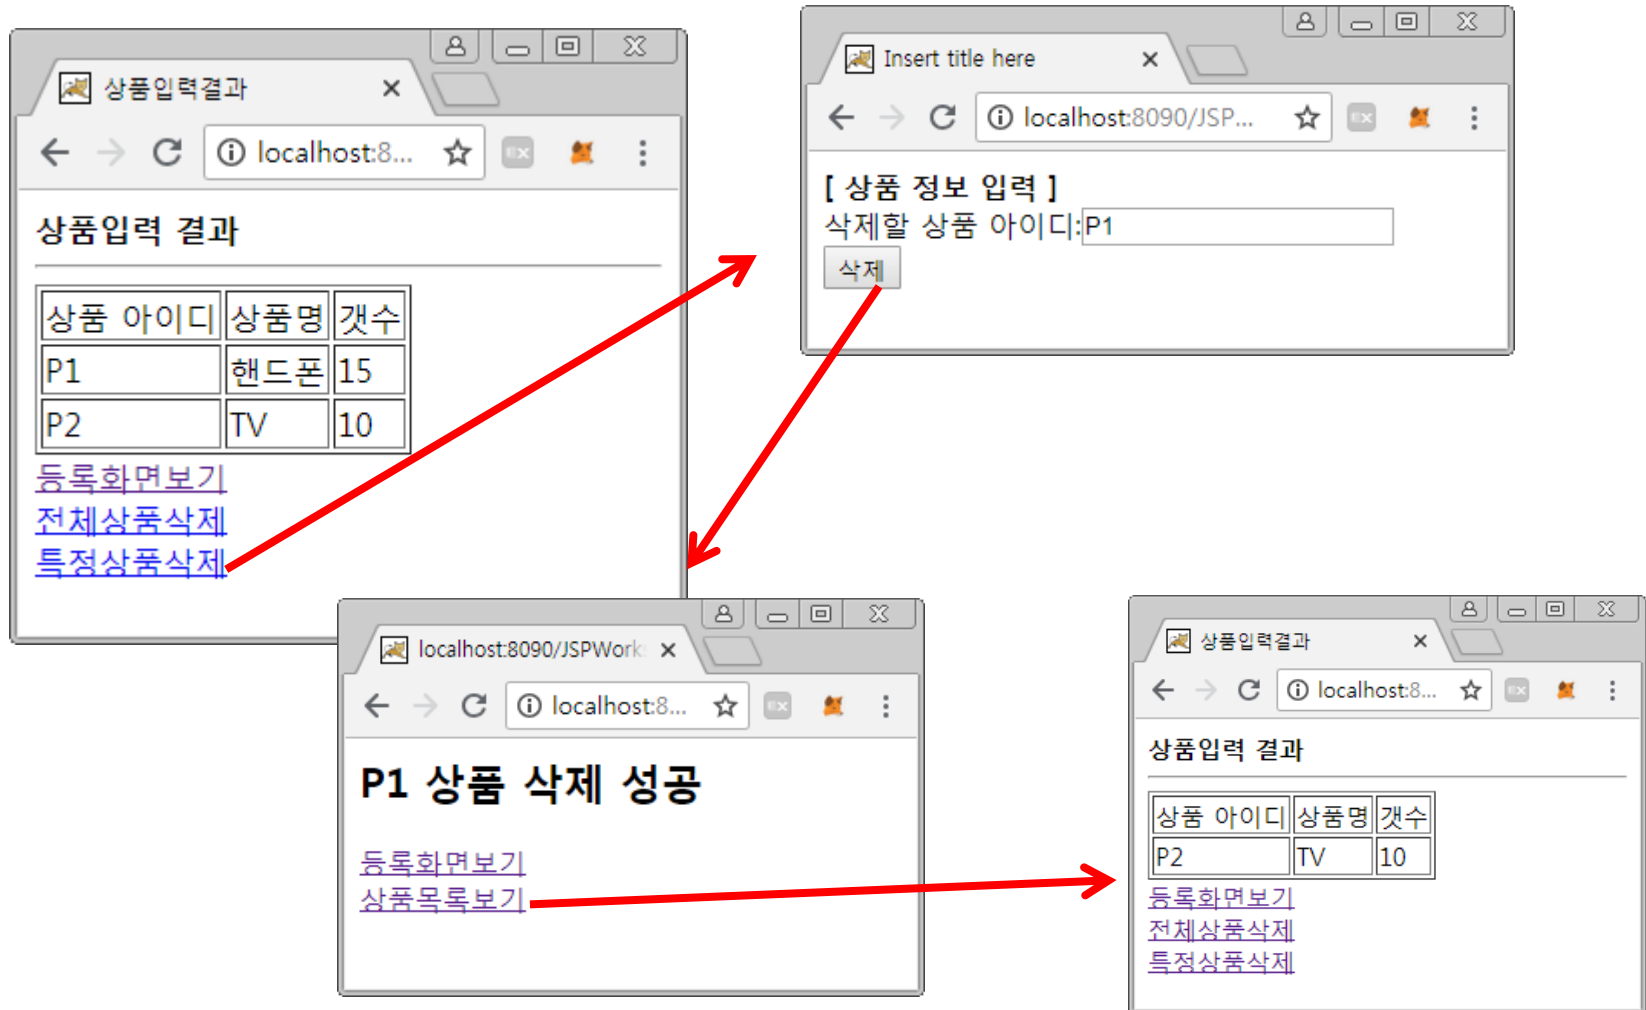 상품입력결과
localhost:8...
상품입력 결과
상품 아이디 상품명 갯수
P1 핸드폰 15
P2 TV 10
등록화면보기
전체상품삭제
특정상품삭제
Insert title here
localhost:8090/JSP...
[ 상품 정보 입력 ]
삭제할 상품 아이디:P1
삭제
localhost:8090/JSPWork
localhost:8...
P1 상품 삭제 성공
등록화면보기
상품목록보기
상품입력결과
localhost:8...
상품입력 결과
상품 아이디 상품명 갯수
P2 TV 10
등록화면보기
전체상품삭제
특정상품삭제